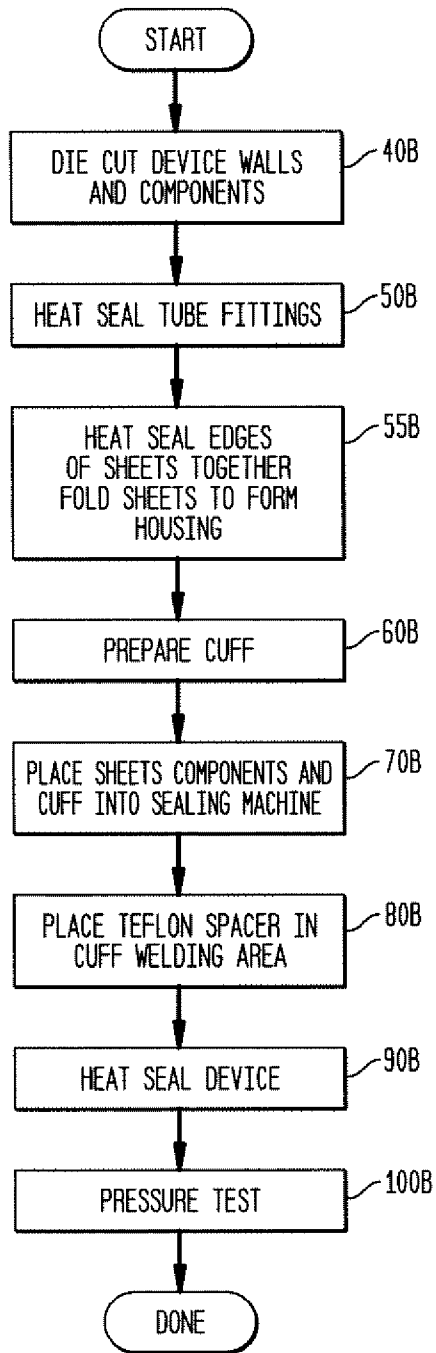 START
DIE CUT DEVICE WALLS
AND COMPONENTS
40B
HEAT SEAL TUBE FITTINGS
50B
HEAT SEAL EDGES
OF SHEETS TOGETHER
FOLD SHEETS TO FORM
HOUSING
55B
PREPARE CUFF
60B
PLACE SHEETS COMPONENTS AND
CUFF INTO SEALING MACHINE
70B
PLACE TEFLON SPACER IN
CUFF WELDING AREA
80B
HEAT SEAL DEVICE
90B
PRESSURE TEST
100B
DONE